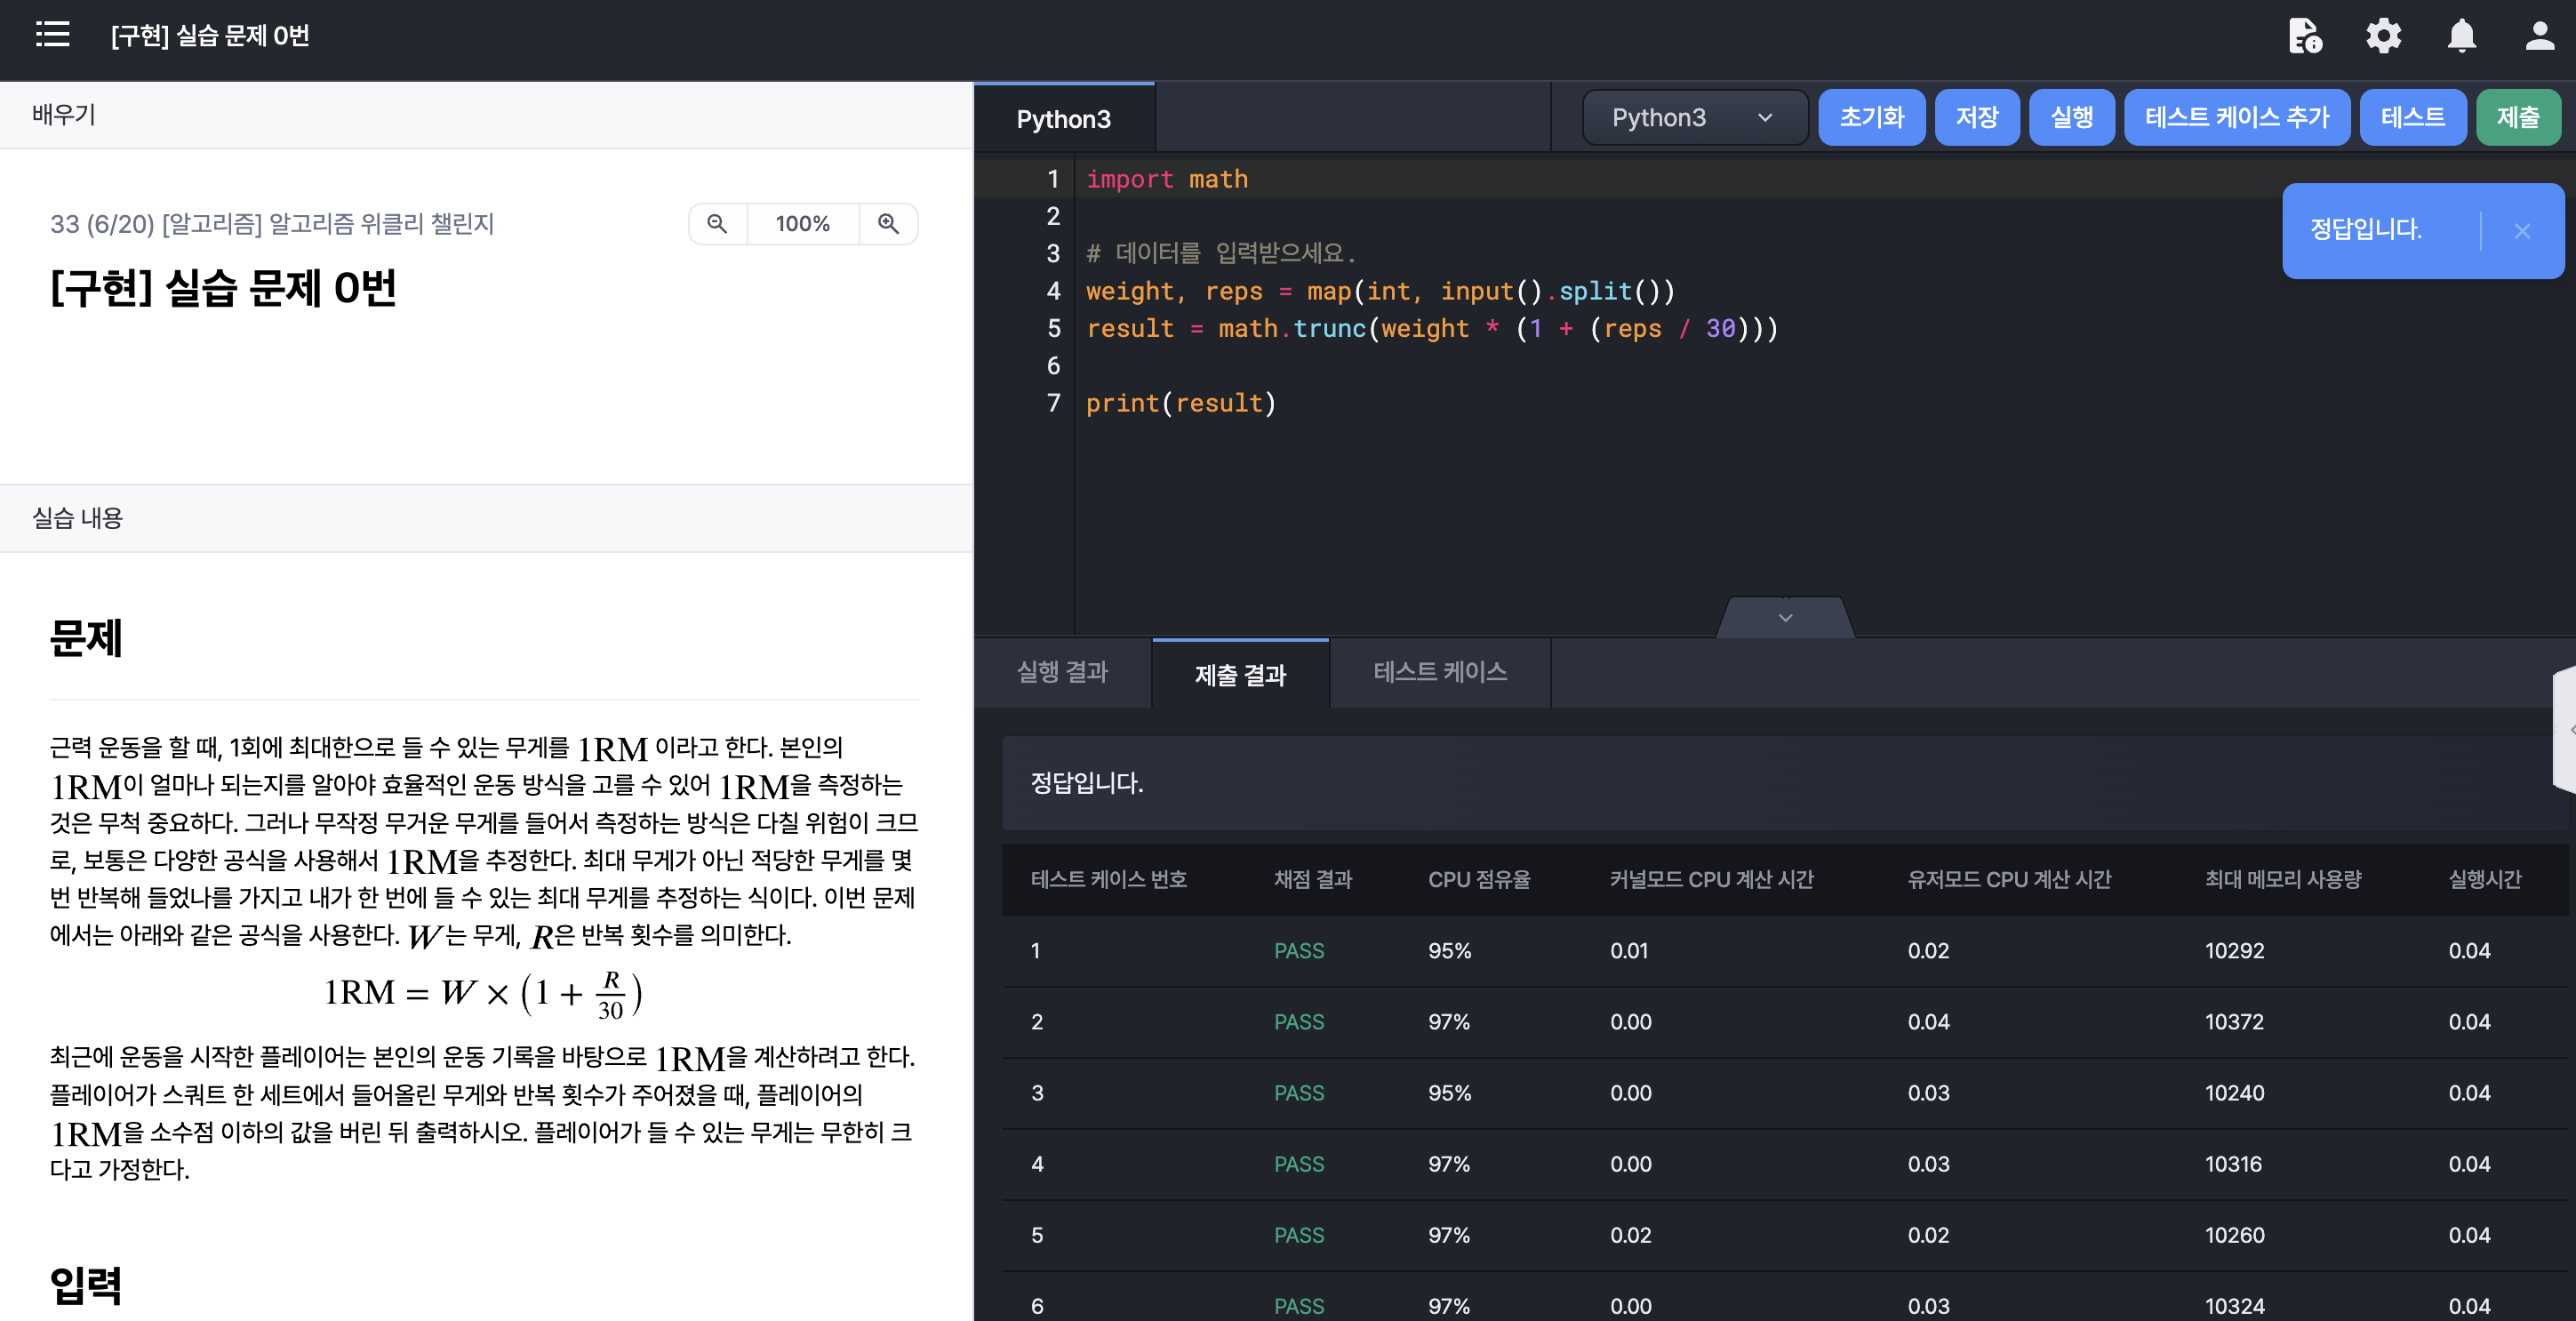 [구현] 실습 문제 0번
배우기
33 (6/20) [알고리즘] 알고리즘 위클리 챌린지
100%
[구현] 실습 문제 0번
실습 내용
문제
근력 운동을 할 때, 1회에 최대한으로 들 수 있는 무게를 1RM 이라고 한다. 본인의
1RM이 얼마나 되는지를 알아야 효율적인 운동 방식을 고를 수 있어 1RM을 측정하는
것은 무척 중요하다. 그러나 무작정 무거운 무게를 들어서 측정하는 방식은 다칠 위험이 크므
로, 보통은 다양한 공식을 사용해서 1RM을 추정한다. 최대 무게가 아닌 적당한 무게를 몇
번 반복해 들었나를 가지고 내가 한 번에 들 수 있는 최대 무게를 추정하는 식이다. 이번 문제
에서는 아래와 같은 공식을 사용한다. W는 무게, R은 반복 횟수를 의미한다.
1RM = W × (1 + R/30)
최근에 운동을 시작한 플레이어는 본인의 운동 기록을 바탕으로 1RM을 계산하려고 한다.
플레이어가 스쿼트 한 세트에서 들어올린 무게와 반복 횟수가 주어졌을 때, 플레이어의
1RM을 소수점 이하의 값을 버린 뒤 출력하시오. 플레이어가 들 수 있는 무게는 무한히 크
다고 가정한다.
입력
Python3
Python3 초기화 저장 실행 테스트 케이스 추가 테스트 제출
1 import math
2
3 # 데이터를 입력받으세요.
4 weight, reps = map(int, input().split())
5 result = math.trunc(weight * (1 + (reps / 30)))
6
7 print(result)
정답입니다.
실행 결과 제출 결과 테스트 케이스
정답입니다.
테스트 케이스 번호 채점 결과 CPU 점유율 커널모드 CPU 계산 시간 유저모드 CPU 계산 시간 최대 메모리 사용량 실행시간
1 PASS 95% 0.01 0.02 10292 0.04
2 PASS 97% 0.00 0.04 10372 0.04
3 PASS 95% 0.00 0.03 10240 0.04
4 PASS 97% 0.00 0.03 10316 0.04
5 PASS 97% 0.02 0.02 10260 0.04
6 PASS 97% 0.00 0.03 10324 0.04